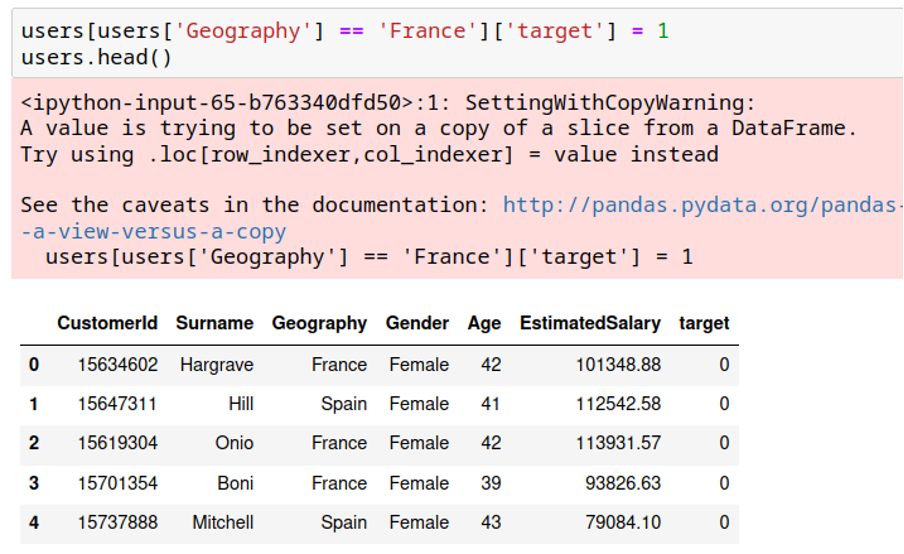 users[users['Geography'] == 'France']['target'] = 1
users.head()
<ipython-input-65-b763340dfd50>:1: SettingWithCopyWarning:
A value is trying to be set on a copy of a slice from a DataFrame.
Try using .loc[row_indexer,col_indexer] = value instead
See the caveats in the documentation: http://pandas.pydata.org/pandas-
-a-view-versus-a-copy
users[users['Geography'] == 'France']['target'] = 1
CustomerId Surname Geography Gender Age EstimatedSalary target
0 15634602 Hargrave France Female 42 101348.88 0
1 15647311 Hill Spain Female 41 112542.58 0
2 15619304 Onio France Female 42 113931.57 0
3 15701354 Boni France Female 39 93826.63 0
4 15737888 Mitchell Spain Female 43 79084.10 0